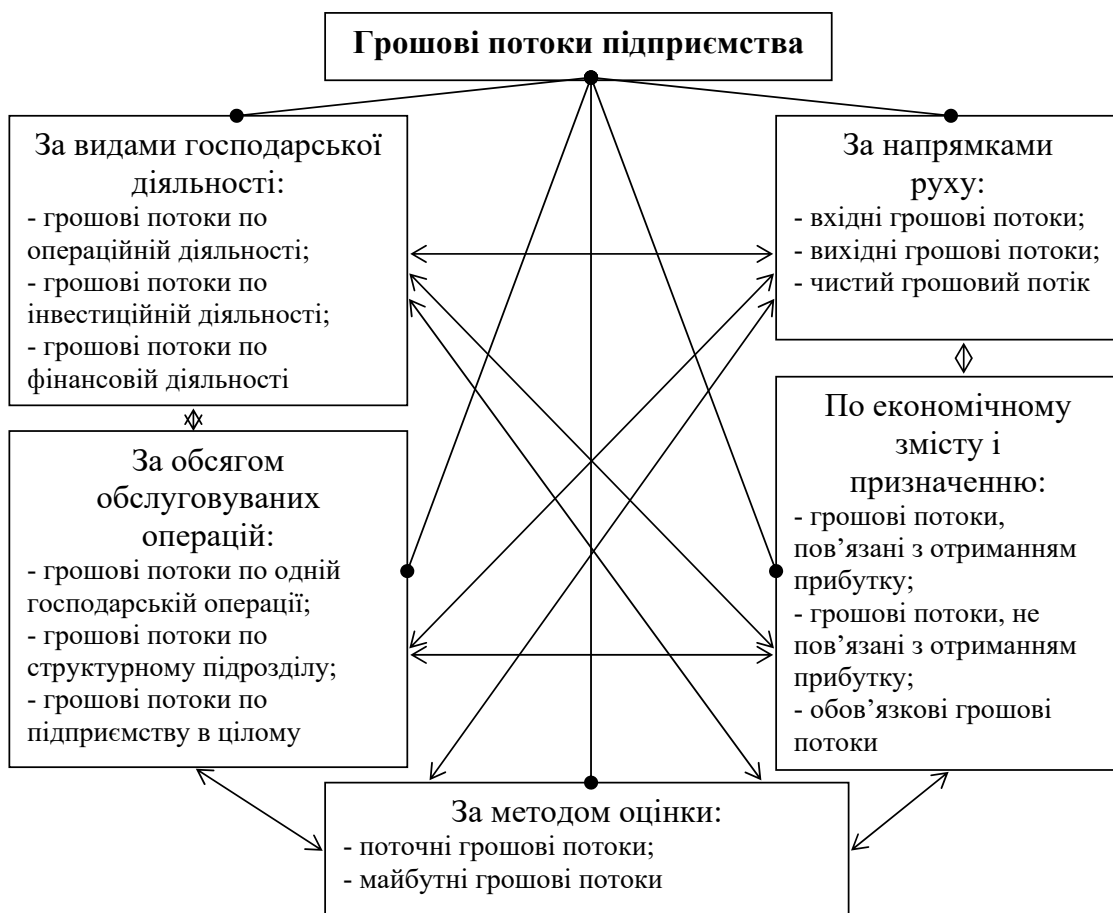 Грошові потоки підприємства
За видами господарської
діяльності:
- грошові потоки по
операційній діяльності;
- грошові потоки по
інвестиційній діяльності;
- грошові потоки по
фінансовій діяльності
За напрямками
руху:
- вхідні грошові потоки;
- вихідні грошові потоки;
- чистий грошовий потік
За обсягом
обслуговуваних
операцій:
- грошові потоки по одній
господарській операції;
- грошові потоки по
структурному підрозділу;
- грошові потоки по
підприємству в цілому
По економічному
змісту і
призначенню:
- грошові потоки,
пов’язані з отриманням
прибутку;
- грошові потоки, не
пов’язані з отриманням
прибутку;
- обов’язкові грошові
потоки
За методом оцінки:
- поточні грошові потоки;
- майбутні грошові потоки